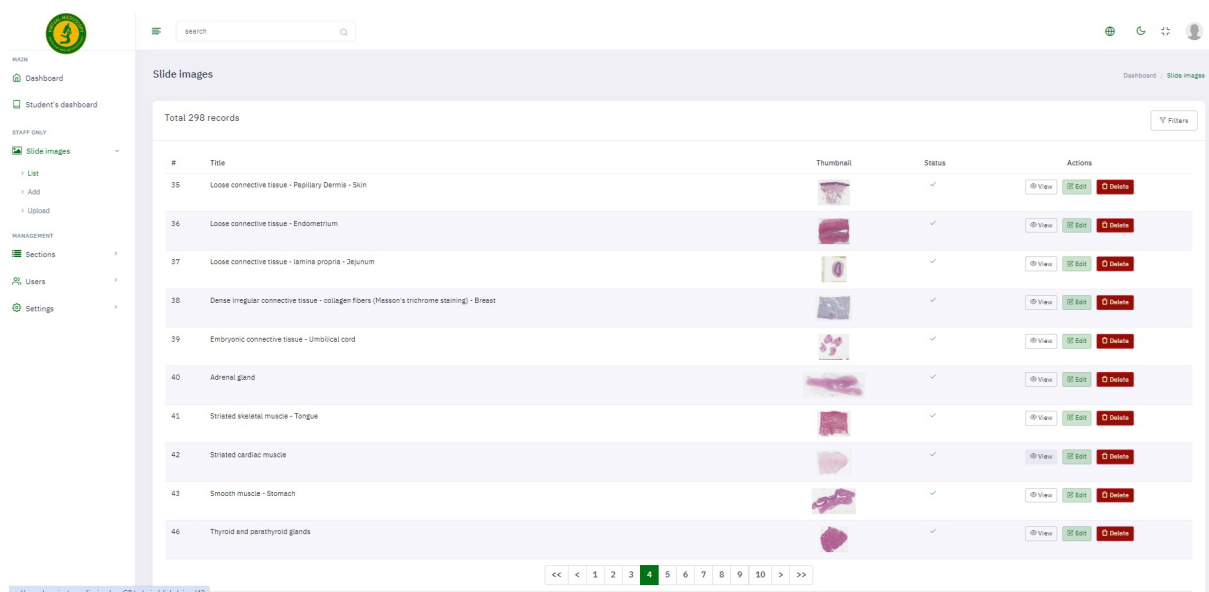 search
MAIN
Dashboard
Student's dashboard
STAFF ONLY
Slide images
List
Add
Upload
MANAGEMENT
Sections
Users
Settings
Slide images
Dashboard / Slide images
Total 298 records
Filters
# Title Thumbnail Status Actions
35 Loose connective tissue - Papillary Dermis - Skin View Edit Delete
36 Loose connective tissue - Endometrium View Edit Delete
37 Loose connective tissue - lamina propria - Jejunum View Edit Delete
38 Dense irregular connective tissue - collagen fibers (Masson's trichrome staining) - Breast View Edit Delete
39 Embryonic connective tissue - Umbilical cord View Edit Delete
40 Adrenal gland View Edit Delete
41 Striated skeletal muscle - Tongue View Edit Delete
42 Striated cardiac muscle View Edit Delete
43 Smooth muscle - Stomach View Edit Delete
46 Thyroid and parathyroid glands View Edit Delete
<< < 1 2 3 4 5 6 7 8 9 10 > >>